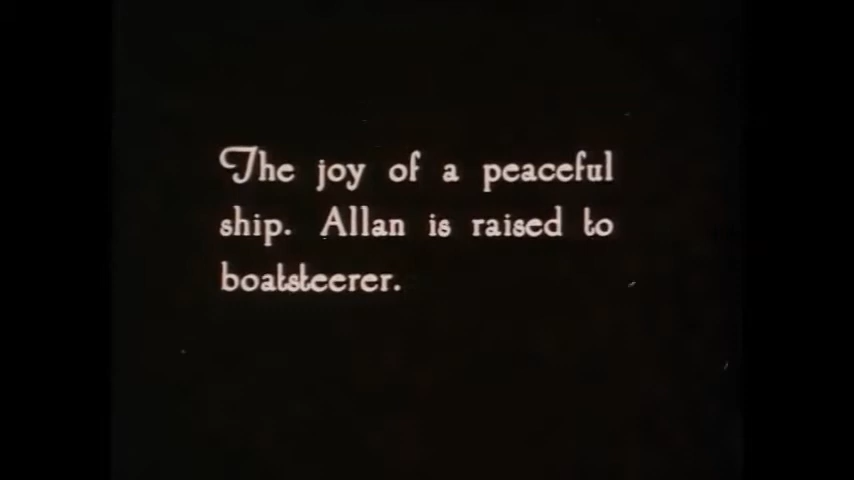 The joy of a peaceful
ship. Allan is raised to
boatsteerer.